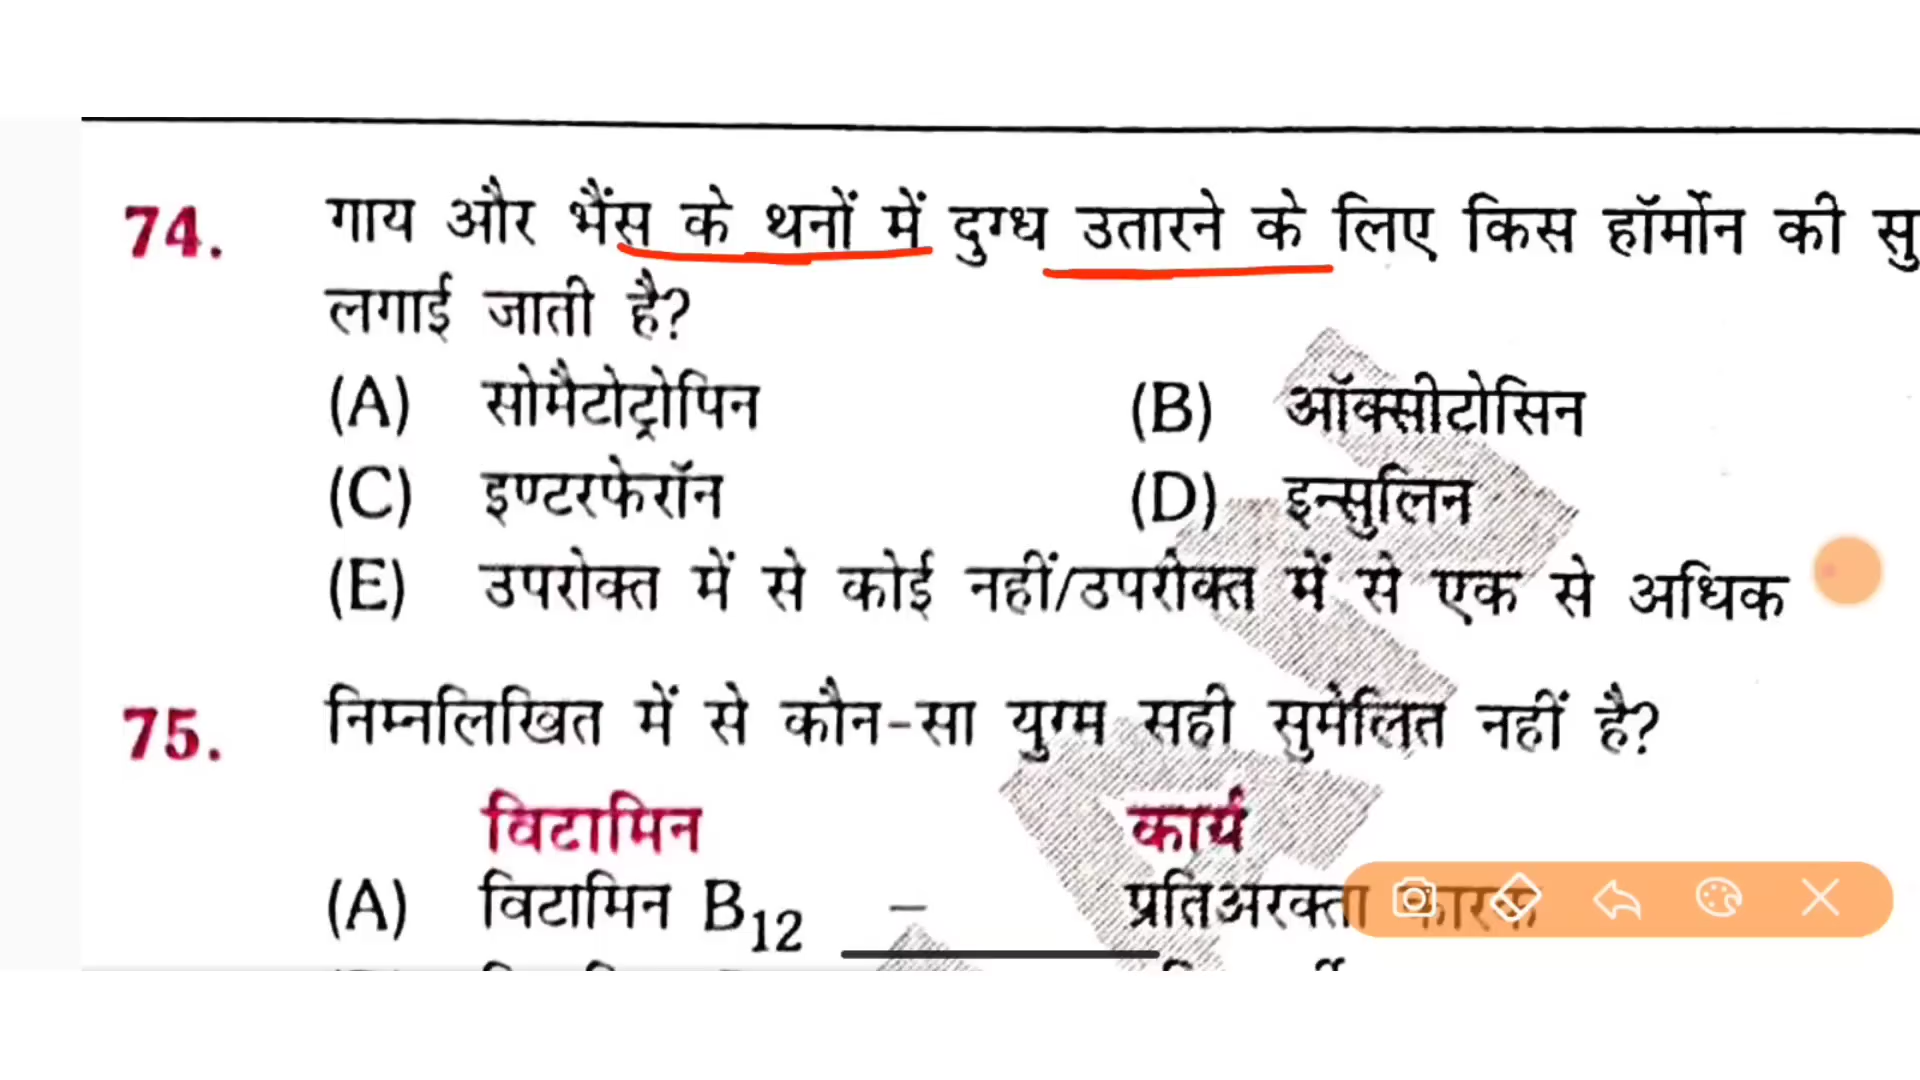 74. गाय और भैंस के थनों में दुग्ध उतारने के लिए किस हॉर्मोन की
लगाई जाती है?
(A) सोमैटोट्रोपिन (B) ऑक्सीटोसिन
(C) इण्टरफेरॉन (D) इन्सुलिन
(E) उपरोक्त में से कोई नहीं/उपरोक्त में से एक से अधिक
75. निम्नलिखित में से कौन-सा युग्म सही सुमेलित नहीं है?
विटामिन कार्य
(A) विटामिन B12 – प्रतिअरक्तता कारक